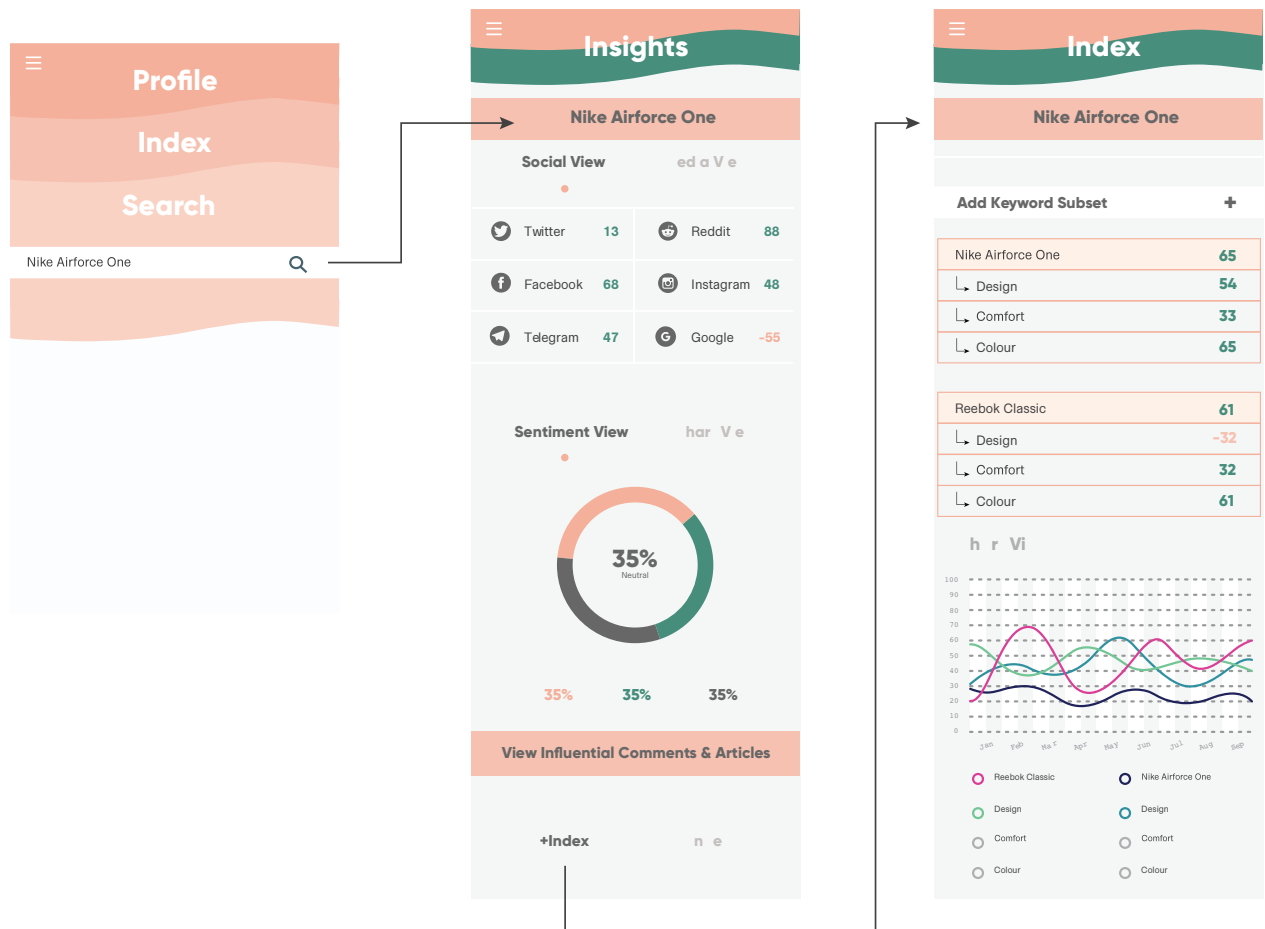 Profile
Index
Search
Nike Airforce One
Insights
Nike Airforce One
Social View
ed a V e
Twitter 13 Reddit 88
Facebook 68 Instagram 48
Telegram 47 Google -55
Sentiment View
har V e
35%
Neutral
35% 35% 35%
View Influential Comments & Articles
+Index
n e
Index
Nike Airforce One
Add Keyword Subset +
Nike Airforce One 65
Design 54
Comfort 33
Colour 65
Reebok Classic 61
Design -32
Comfort 32
Colour 61
h r Vi
100
90
80
70
60
50
40
30
20
10
0
Jan Feb Mar Apr May Jun Jul Aug Sep
Reebok Classic Nike Airforce One
Design Design
Comfort Comfort
Colour Colour